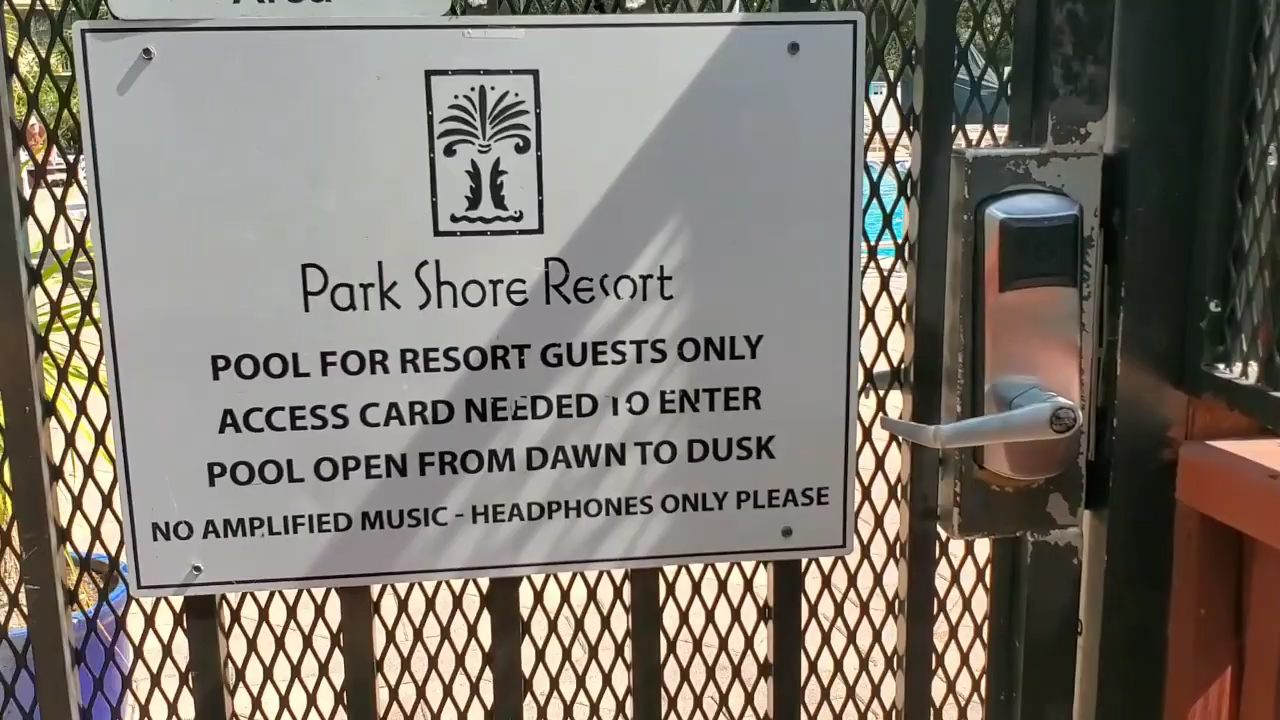 Area
Park Shore Resort
POOL FOR RESORT GUESTS ONLY
ACCESS CARD NEEDED TO ENTER
POOL OPEN FROM DAWN TO DUSK
NO AMPLIFIED MUSIC - HEADPHONES ONLY PLEASE